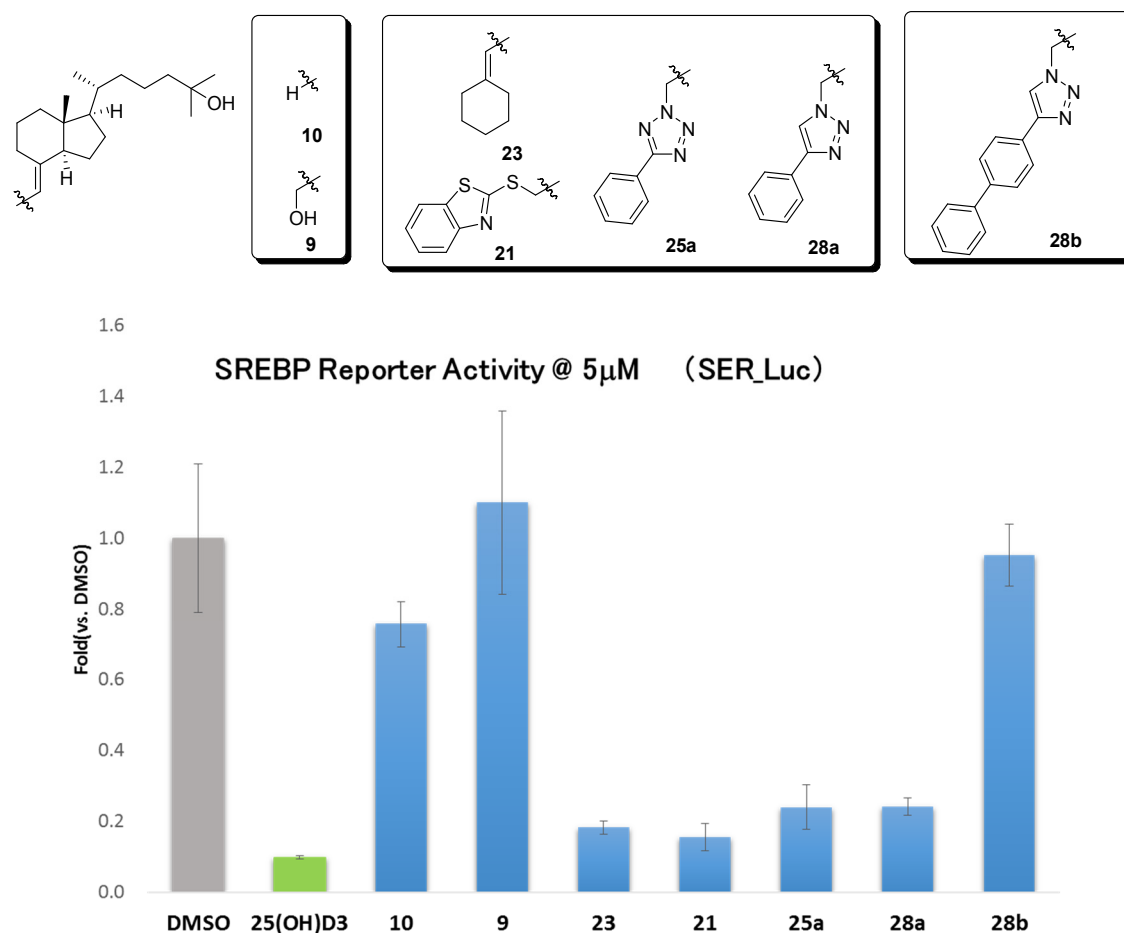 H
OH
H
H
10
OH
9
23
S
S
N
21
N
N
N
N
25a
N
N
N
28a
N
N
N
28b
SREBP Reporter Activity @ 5μM （SER_Luc）
Fold(vs. DMSO)
1.6
1.4
1.2
1.0
0.8
0.6
0.4
0.2
0.0
DMSO 25(OH)D3 10 9 23 21 25a 28a 28b